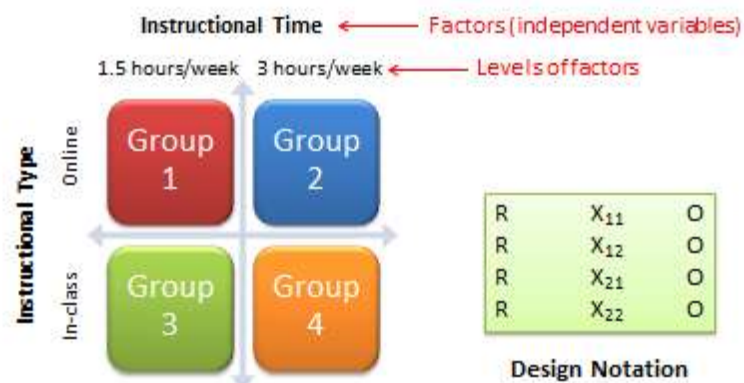 Instructional Time
Factors (independent variables)
1.5 hours/week
3 hours/week
Levels of factors
Instructional Type
Online
Group
1
Group
2
In-class
Group
3
Group
4
R X₁₁ O
R X₁₂ O
R X₂₁ O
R X₂₂ O
Design Notation